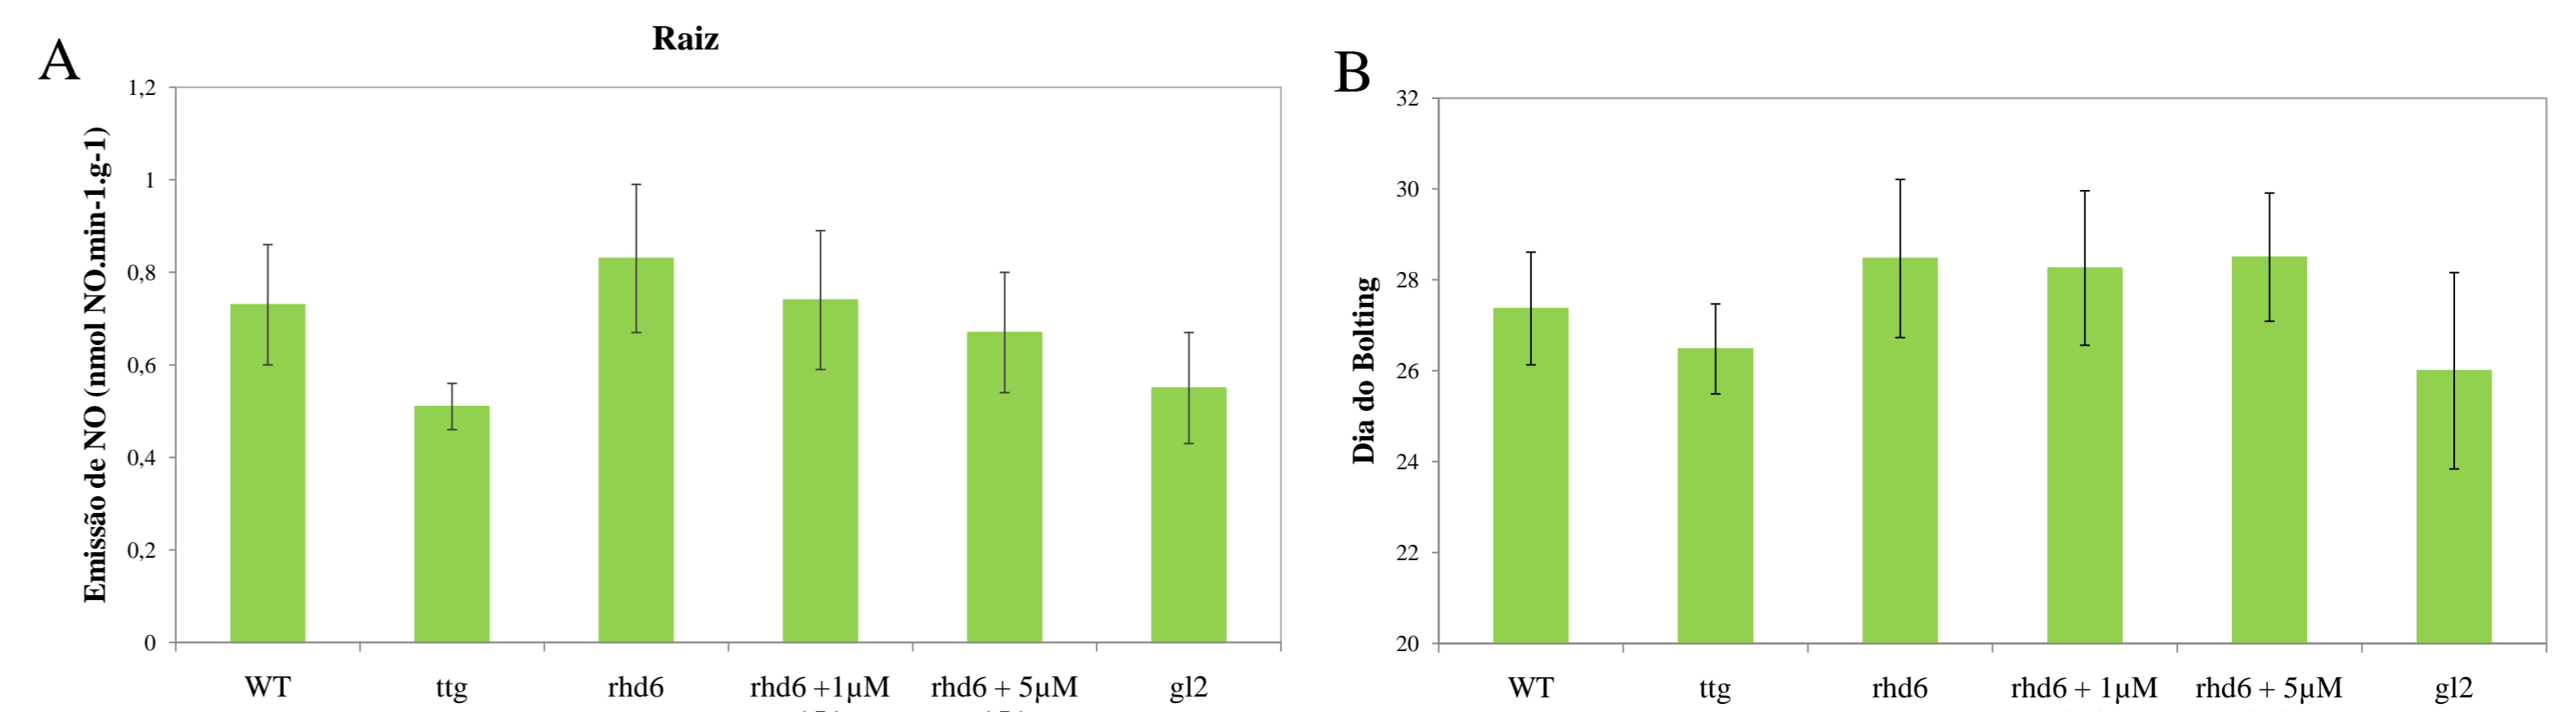 A
Raiz
Emissão de NO (nmol NO.min-1.g-1)
1,2
1
0,8
0,6
0,4
0,2
0
WT ttg rhd6 rhd6 +1µM rhd6 + 5µM gl2
B
Dia do Bolting
32
30
28
26
24
22
20
WT ttg rhd6 rhd6 + 1µM rhd6 + 5µM gl2